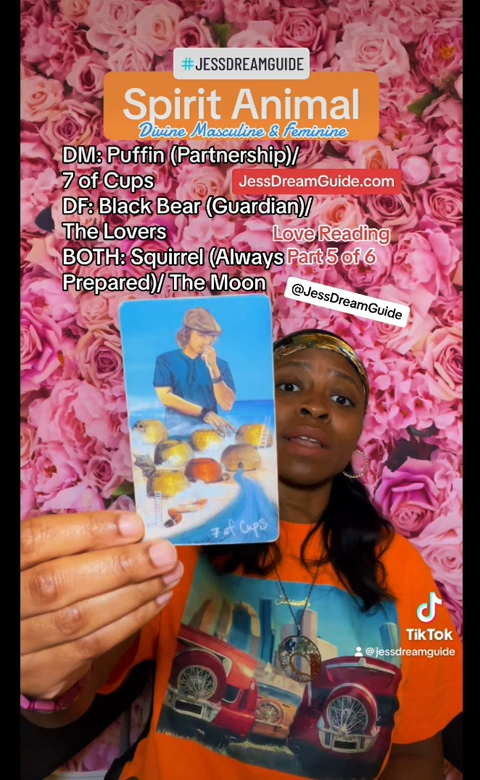 #JESSDREAMGUIDE
Spirit Animal
Divine Masculine & Feminine
DM: Puffin (Partnership)/
7 of Cups
JessDreamGuide.com
DF: Black Bear (Guardian)/
The Lovers
Love Reading
BOTH: Squirrel (Always
Part 5 of 6
Prepared)/ The Moon
@JessDreamGuide
7 of Cups
TikTok
@jessdreamguide